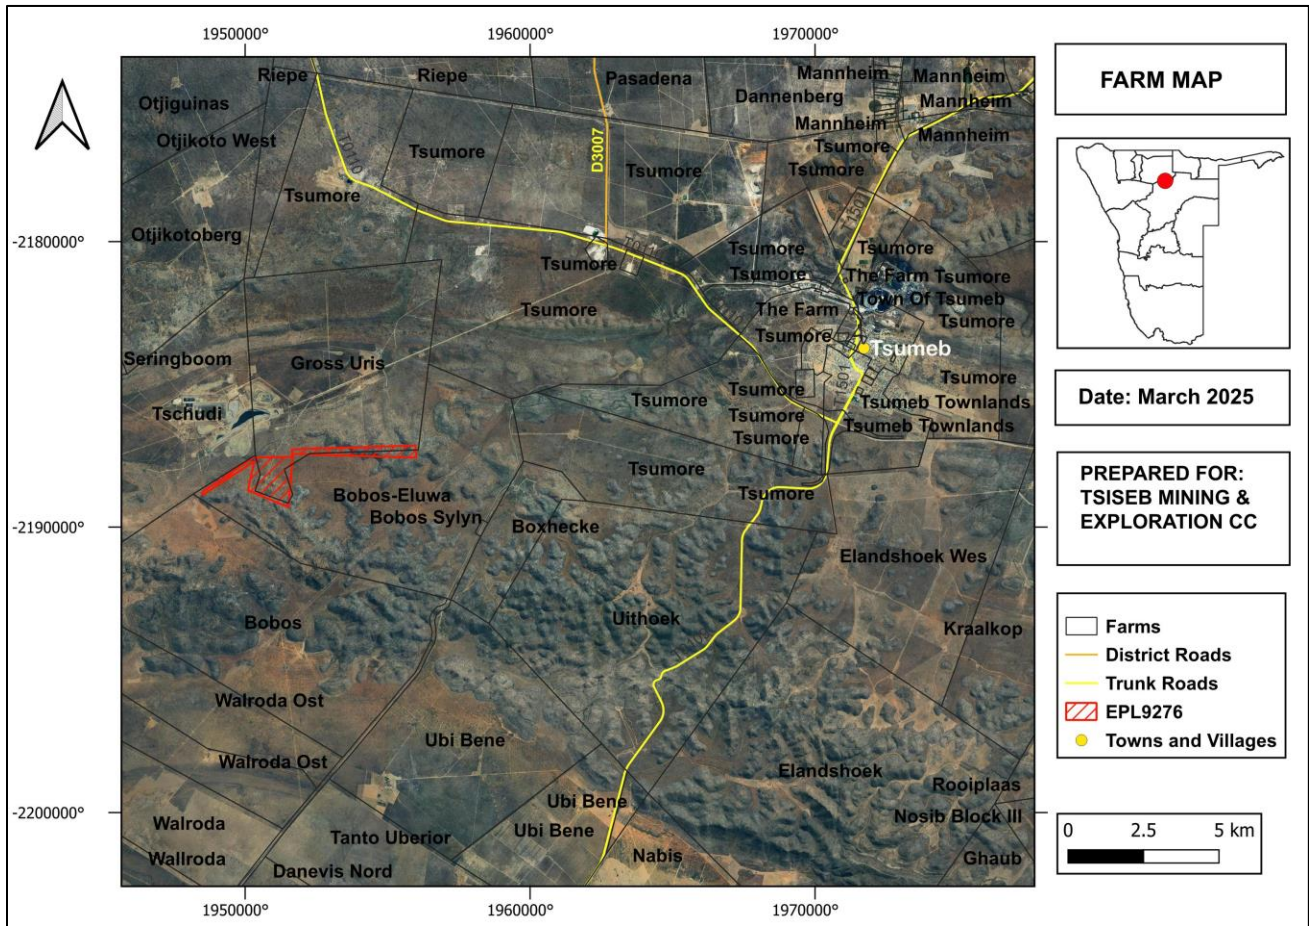 1950000°
1960000°
1970000°
Riepe
Riepe
Pasadena
Mannheim
Mannheim
Otjiguinas
Dannenberg
Mannheim
Otjikoto West
Mannheim
Mannheim
Tsumore
Tsumore
Tsumore
Tsumore
D3007
T0110
Tsumore
Otjikotoberg
T1501
-2180000°
Tsumore
Tsumore
Tsumore
Tsumore
The Farm Tsumore
Town Of Tsumeb
Tsumore
The Farm
Tsumore
Tsumore
Tsumeb
Seringboom
Gross Uris
T1501
Tsumore
Tsumore
Tsumore
Tsumeb Townlands
Tschudi
Tsumore
Tsumeb Townlands
Tsumore
Tsumore
Bobos-Eluwa
Tsumore
Bobos Sylyn
Boxhecke
-2190000°
Elandshoek Wes
Bobos
Uithoek
Kraalkop
Walroda Ost
Ubi Bene
Walroda Ost
Elandshoek
Rooiplaas
Ubi Bene
-2200000°
Nosib Block III
Walroda
Tanto Uberior
Ubi Bene
Wallroda
Nabis
Ghaub
Danevis Nord
1950000°
1960000°
1970000°
FARM MAP
Date: March 2025
PREPARED FOR:
TSISEB MINING &
EXPLORATION CC
Farms
District Roads
Trunk Roads
EPL9276
Towns and Villages
0 2.5 5 km